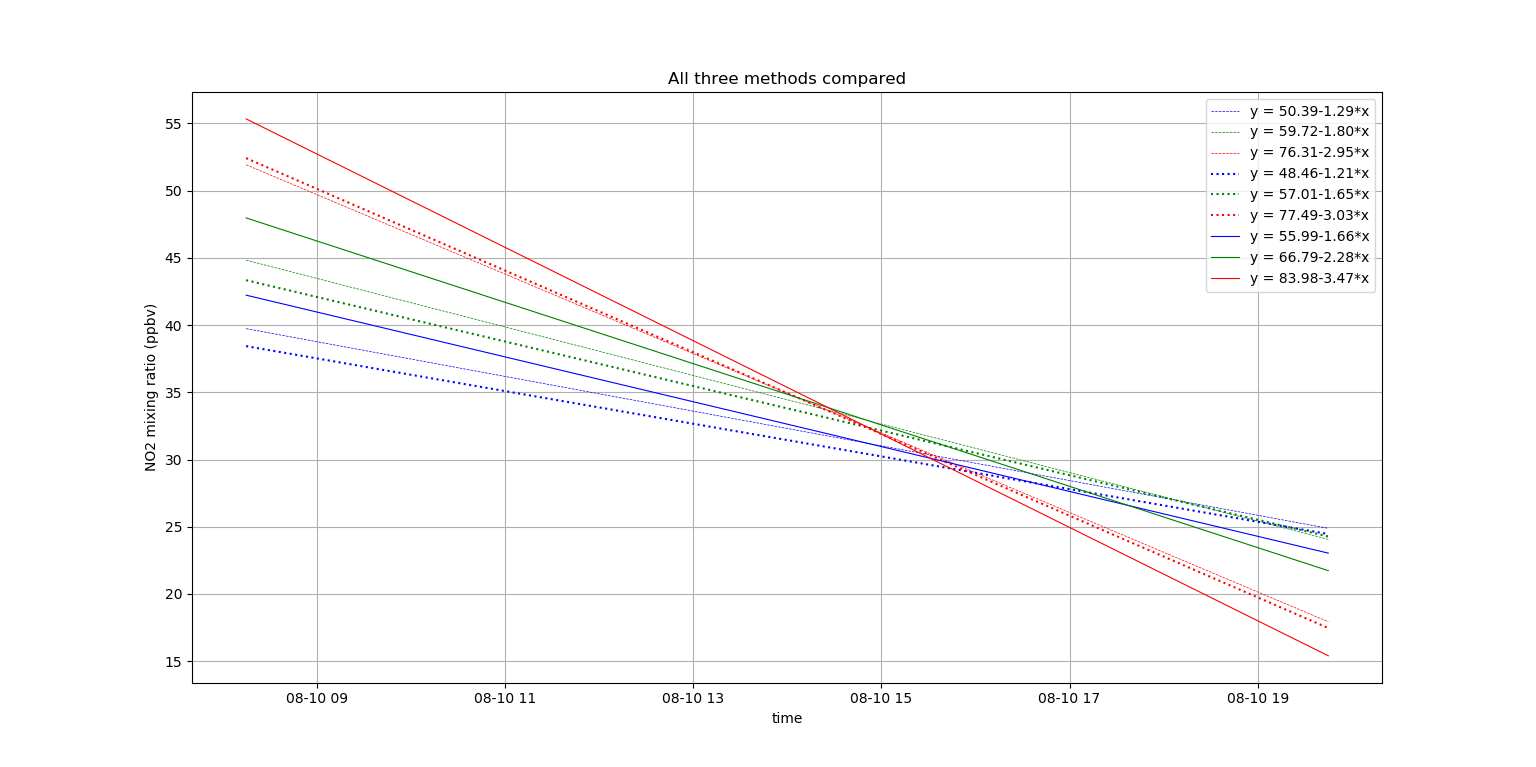 All three methods compared
y = 50.39-1.29*x
y = 59.72-1.80*x
y = 76.31-2.95*x
y = 48.46-1.21*x
y = 57.01-1.65*x
y = 77.49-3.03*x
y = 55.99-1.66*x
y = 66.79-2.28*x
y = 83.98-3.47*x
NO2 mixing ratio (ppbv)
55
50
45
40
35
30
25
20
15
08-10 09 08-10 11 08-10 13 08-10 15 08-10 17 08-10 19
time